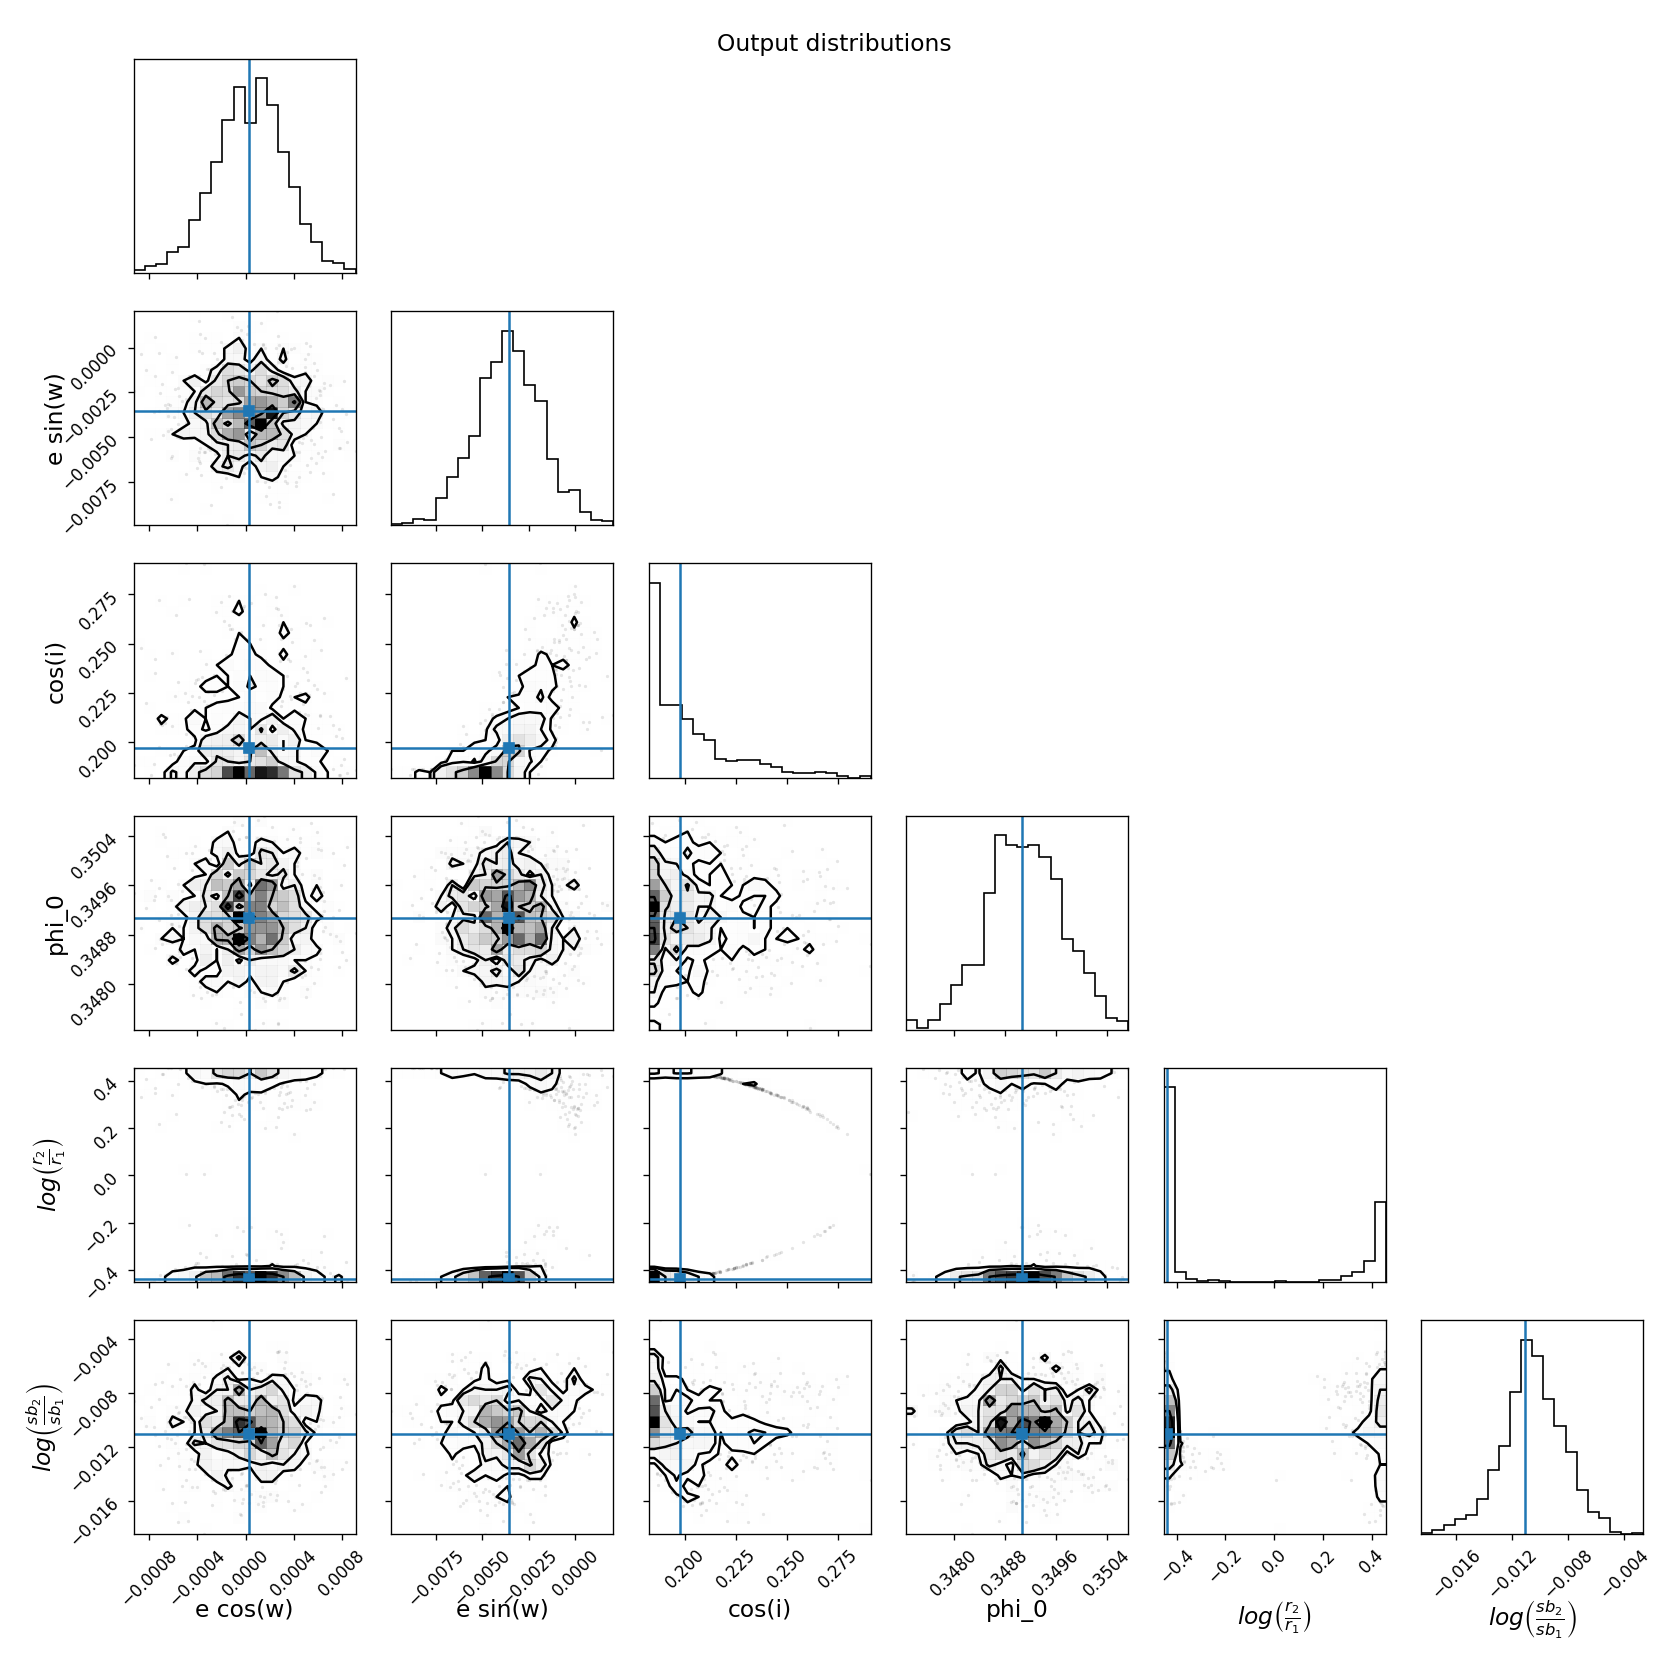 Output distributions
0.0000
−0.0025
−0.0050
−0.0075
e sin(w)
0.275
0.250
0.225
0.200
cos(i)
0.3504
0.3496
0.3488
0.3480
phi_0
0.4
0.2
0.0
−0.2
−0.4
log(r2/r1)
−0.004
−0.008
−0.012
−0.016
log(sb2/sb1)
−0.0008 −0.0004 0.0000 0.0004 0.0008
−0.0075 −0.0050 −0.0025 0.0000
0.200 0.225 0.250 0.275
0.3480 0.3488 0.3496 0.3504
−0.4 −0.2 0.0 0.2 0.4
−0.016 −0.012 −0.008 −0.004
e cos(w) e sin(w) cos(i) phi_0 log(r2/r1) log(sb2/sb1)